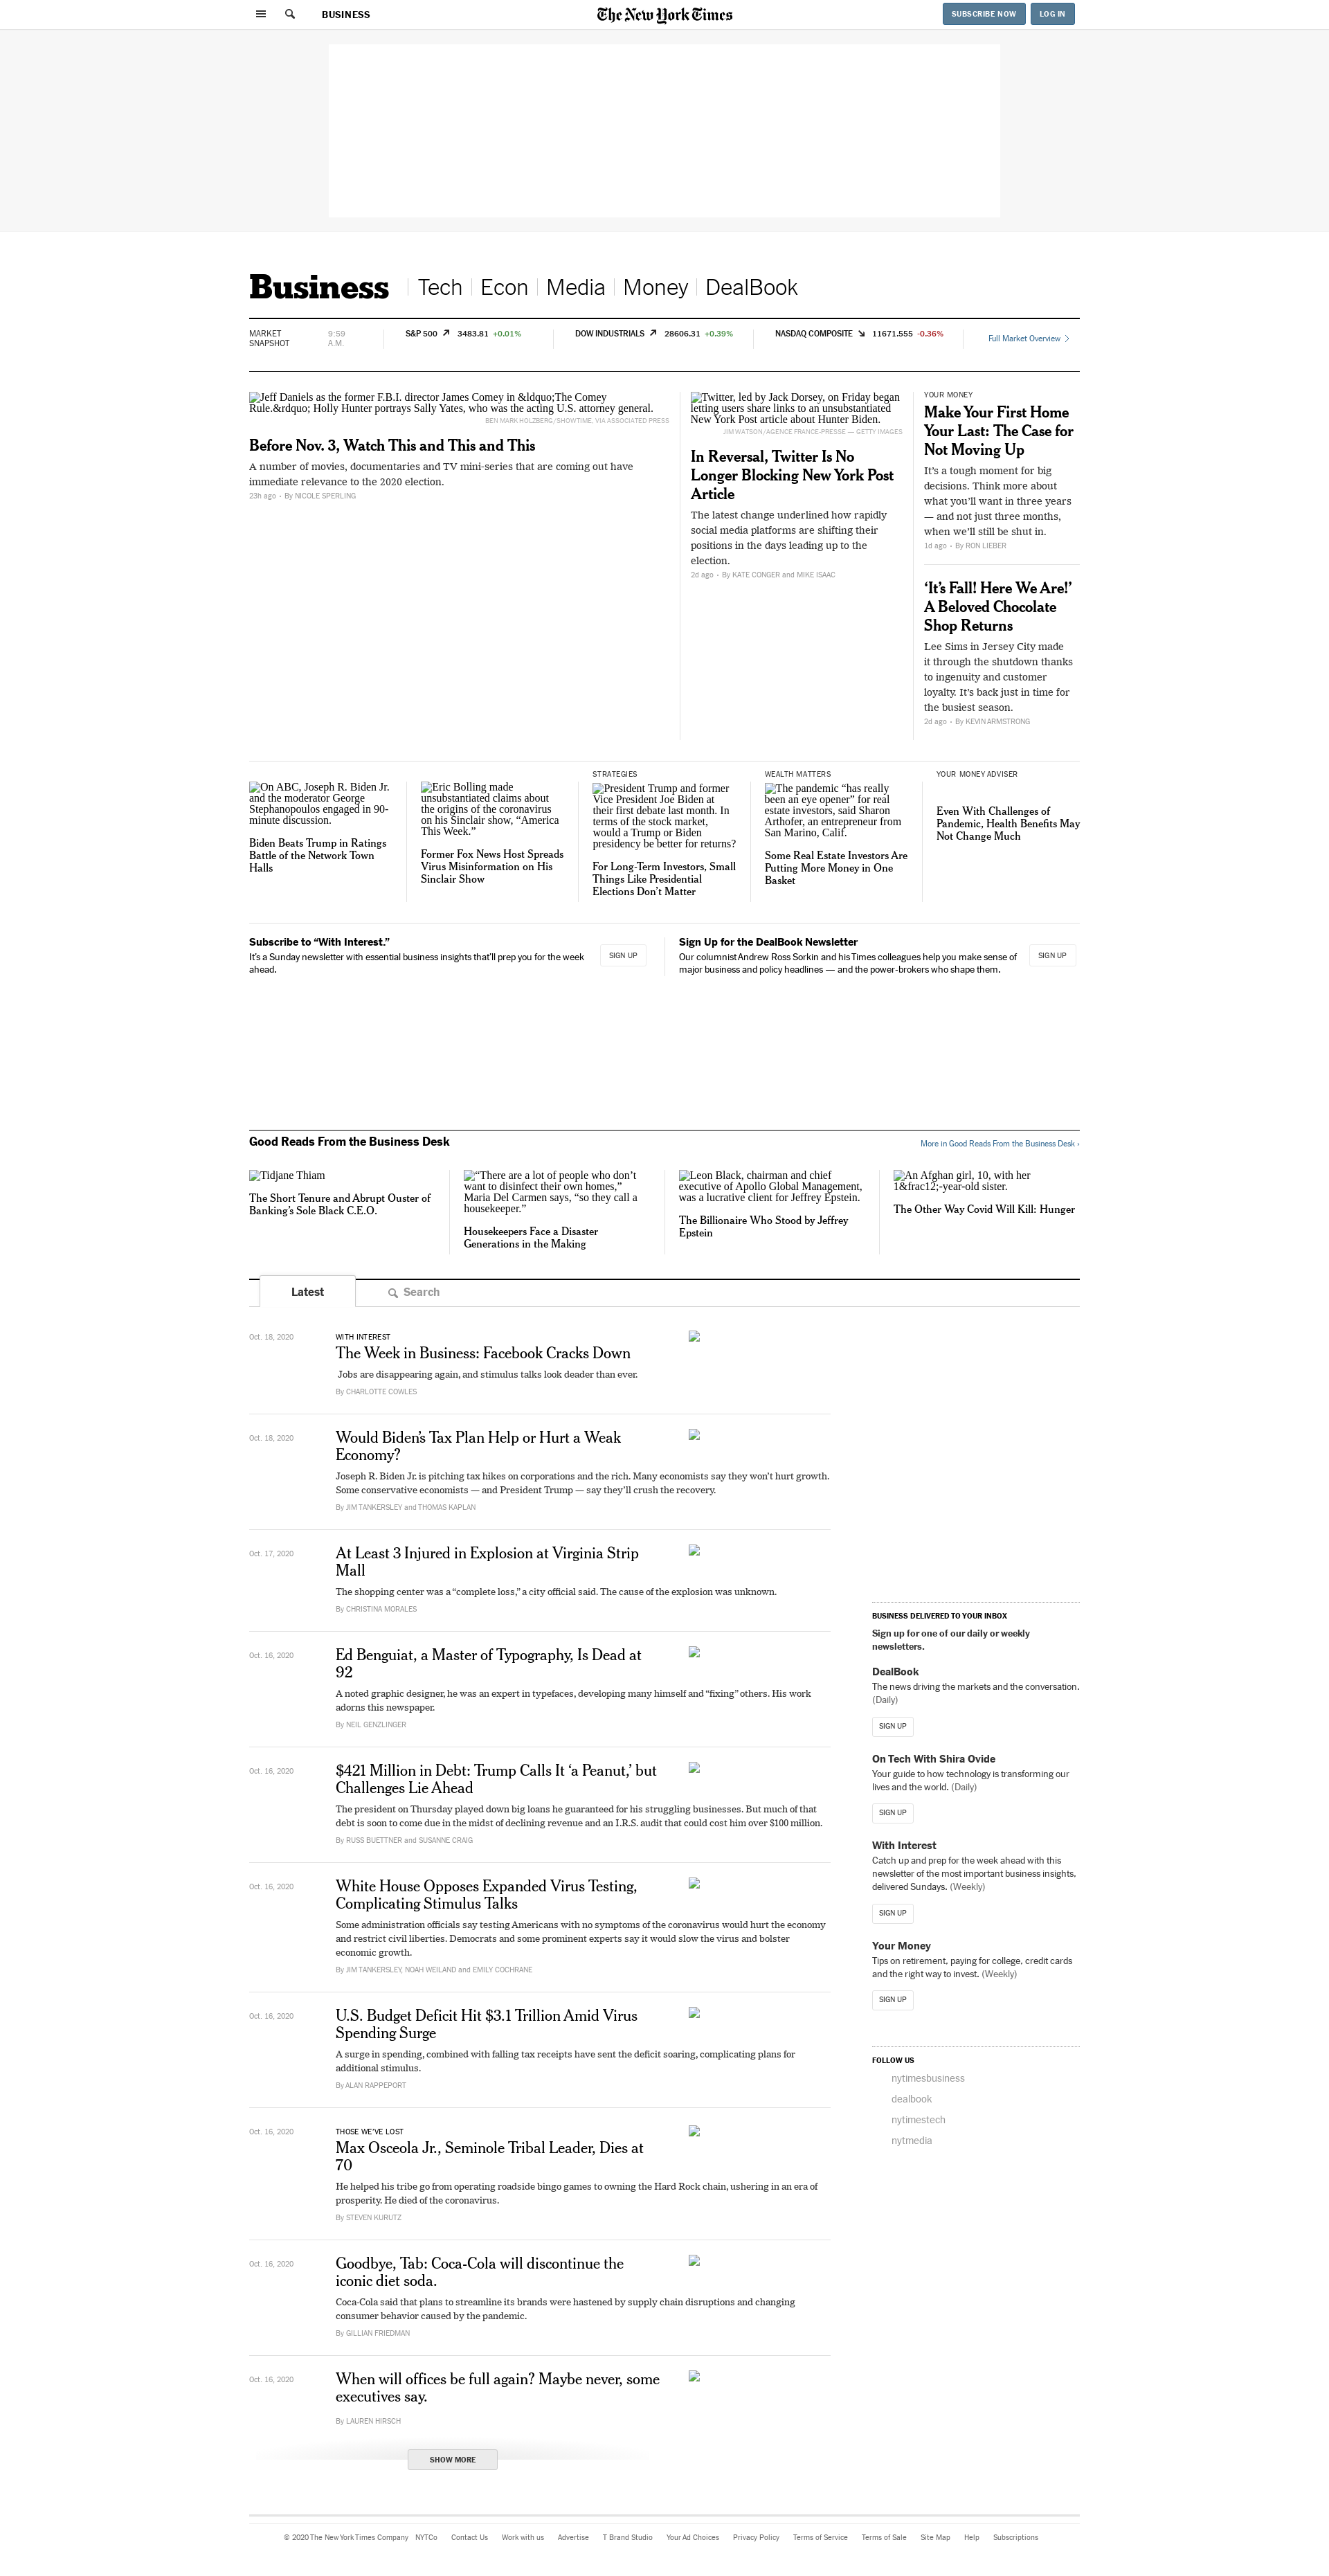 BUSINESS
The New York Times
SUBSCRIBE NOW
LOG IN
Business
Tech
Econ
Media
Money
DealBook
MARKET
SNAPSHOT
9:59
A.M.
S&P 500 3483.81 +0.01%
DOW INDUSTRIALS 28606.31 +0.39%
NASDAQ COMPOSITE 11671.555 -0.36%
Full Market Overview
Jeff Daniels as the former F.B.I. director James Comey in &ldquo;The Comey
Rule.&rdquo; Holly Hunter portrays Sally Yates, who was the acting U.S. attorney general.
BEN MARK HOLZBERG/SHOWTIME, VIA ASSOCIATED PRESS
Before Nov. 3, Watch This and This and This
A number of movies, documentaries and TV mini-series that are coming out have
immediate relevance to the 2020 election.
23h ago - By NICOLE SPERLING
Twitter, led by Jack Dorsey, on Friday began
letting users share links to an unsubstantiated
New York Post article about Hunter Biden.
JIM WATSON/AGENCE FRANCE-PRESSE — GETTY IMAGES
In Reversal, Twitter Is No
Longer Blocking New York Post
Article
The latest change underlined how rapidly
social media platforms are shifting their
positions in the days leading up to the
election.
2d ago - By KATE CONGER and MIKE ISAAC
YOUR MONEY
Make Your First Home
Your Last: The Case for
Not Moving Up
It’s a tough moment for big
decisions. Think more about
what you’ll want in three years
— and not just three months,
when we’ll still be shut in.
1d ago - By RON LIEBER
‘It’s Fall! Here We Are!’
A Beloved Chocolate
Shop Returns
Lee Sims in Jersey City made
it through the shutdown thanks
to ingenuity and customer
loyalty. It’s back just in time for
the busiest season.
2d ago - By KEVIN ARMSTRONG
On ABC, Joseph R. Biden Jr.
and the moderator George
Stephanopoulos engaged in 90-
minute discussion.
Biden Beats Trump in Ratings
Battle of the Network Town
Halls
Eric Bolling made
unsubstantiated claims about
the origins of the coronavirus
on his Sinclair show, “America
This Week.”
Former Fox News Host Spreads
Virus Misinformation on His
Sinclair Show
STRATEGIES
President Trump and former
Vice President Joe Biden at
their first debate last month. In
terms of the stock market,
would a Trump or Biden
presidency be better for returns?
For Long-Term Investors, Small
Things Like Presidential
Elections Don’t Matter
WEALTH MATTERS
The pandemic “has really
been an eye opener” for real
estate investors, said Sharon
Arthofer, an entrepreneur from
San Marino, Calif.
Some Real Estate Investors Are
Putting More Money in One
Basket
YOUR MONEY ADVISER
Even With Challenges of
Pandemic, Health Benefits May
Not Change Much
Subscribe to “With Interest.”
It’s a Sunday newsletter with essential business insights that’ll prep you for the week
ahead.
SIGN UP
Sign Up for the DealBook Newsletter
Our columnist Andrew Ross Sorkin and his Times colleagues help you make sense of
major business and policy headlines — and the power-brokers who shape them.
SIGN UP
Good Reads From the Business Desk
More in Good Reads From the Business Desk ›
Tidjane Thiam
The Short Tenure and Abrupt Ouster of
Banking’s Sole Black C.E.O.
“There are a lot of people who don’t
want to disinfect their own homes,”
Maria Del Carmen says, “so they call a
housekeeper.”
Housekeepers Face a Disaster
Generations in the Making
Leon Black, chairman and chief
executive of Apollo Global Management,
was a lucrative client for Jeffrey Epstein.
The Billionaire Who Stood by Jeffrey
Epstein
An Afghan girl, 10, with her
1&frac12;-year-old sister.
The Other Way Covid Will Kill: Hunger
Latest
Search
Oct. 18, 2020
WITH INTEREST
The Week in Business: Facebook Cracks Down
Jobs are disappearing again, and stimulus talks look deader than ever.
By CHARLOTTE COWLES
Oct. 18, 2020
Would Biden’s Tax Plan Help or Hurt a Weak
Economy?
Joseph R. Biden Jr. is pitching tax hikes on corporations and the rich. Many economists say they won’t hurt growth.
Some conservative economists — and President Trump — say they’ll crush the recovery.
By JIM TANKERSLEY and THOMAS KAPLAN
Oct. 17, 2020
At Least 3 Injured in Explosion at Virginia Strip
Mall
The shopping center was a “complete loss,” a city official said. The cause of the explosion was unknown.
By CHRISTINA MORALES
Oct. 16, 2020
Ed Benguiat, a Master of Typography, Is Dead at
92
A noted graphic designer, he was an expert in typefaces, developing many himself and “fixing” others. His work
adorns this newspaper.
By NEIL GENZLINGER
Oct. 16, 2020
$421 Million in Debt: Trump Calls It ‘a Peanut,’ but
Challenges Lie Ahead
The president on Thursday played down big loans he guaranteed for his struggling businesses. But much of that
debt is soon to come due in the midst of declining revenue and an I.R.S. audit that could cost him over $100 million.
By RUSS BUETTNER and SUSANNE CRAIG
Oct. 16, 2020
White House Opposes Expanded Virus Testing,
Complicating Stimulus Talks
Some administration officials say testing Americans with no symptoms of the coronavirus would hurt the economy
and restrict civil liberties. Democrats and some prominent experts say it would slow the virus and bolster
economic growth.
By JIM TANKERSLEY, NOAH WEILAND and EMILY COCHRANE
Oct. 16, 2020
U.S. Budget Deficit Hit $3.1 Trillion Amid Virus
Spending Surge
A surge in spending, combined with falling tax receipts have sent the deficit soaring, complicating plans for
additional stimulus.
By ALAN RAPPEPORT
Oct. 16, 2020
THOSE WE’VE LOST
Max Osceola Jr., Seminole Tribal Leader, Dies at
70
He helped his tribe go from operating roadside bingo games to owning the Hard Rock chain, ushering in an era of
prosperity. He died of the coronavirus.
By STEVEN KURUTZ
Oct. 16, 2020
Goodbye, Tab: Coca-Cola will discontinue the
iconic diet soda.
Coca-Cola said that plans to streamline its brands were hastened by supply chain disruptions and changing
consumer behavior caused by the pandemic.
By GILLIAN FRIEDMAN
Oct. 16, 2020
When will offices be full again? Maybe never, some
executives say.
By LAUREN HIRSCH
SHOW MORE
BUSINESS DELIVERED TO YOUR INBOX
Sign up for one of our daily or weekly
newsletters.
DealBook
The news driving the markets and the conversation.
(Daily)
SIGN UP
On Tech With Shira Ovide
Your guide to how technology is transforming our
lives and the world. (Daily)
SIGN UP
With Interest
Catch up and prep for the week ahead with this
newsletter of the most important business insights,
delivered Sundays. (Weekly)
SIGN UP
Your Money
Tips on retirement, paying for college, credit cards
and the right way to invest. (Weekly)
SIGN UP
FOLLOW US
nytimesbusiness
dealbook
nytimestech
nytmedia
© 2020 The New York Times Company NYTCo Contact Us Work with us Advertise T Brand Studio Your Ad Choices Privacy Policy Terms of Service Terms of Sale Site Map Help Subscriptions